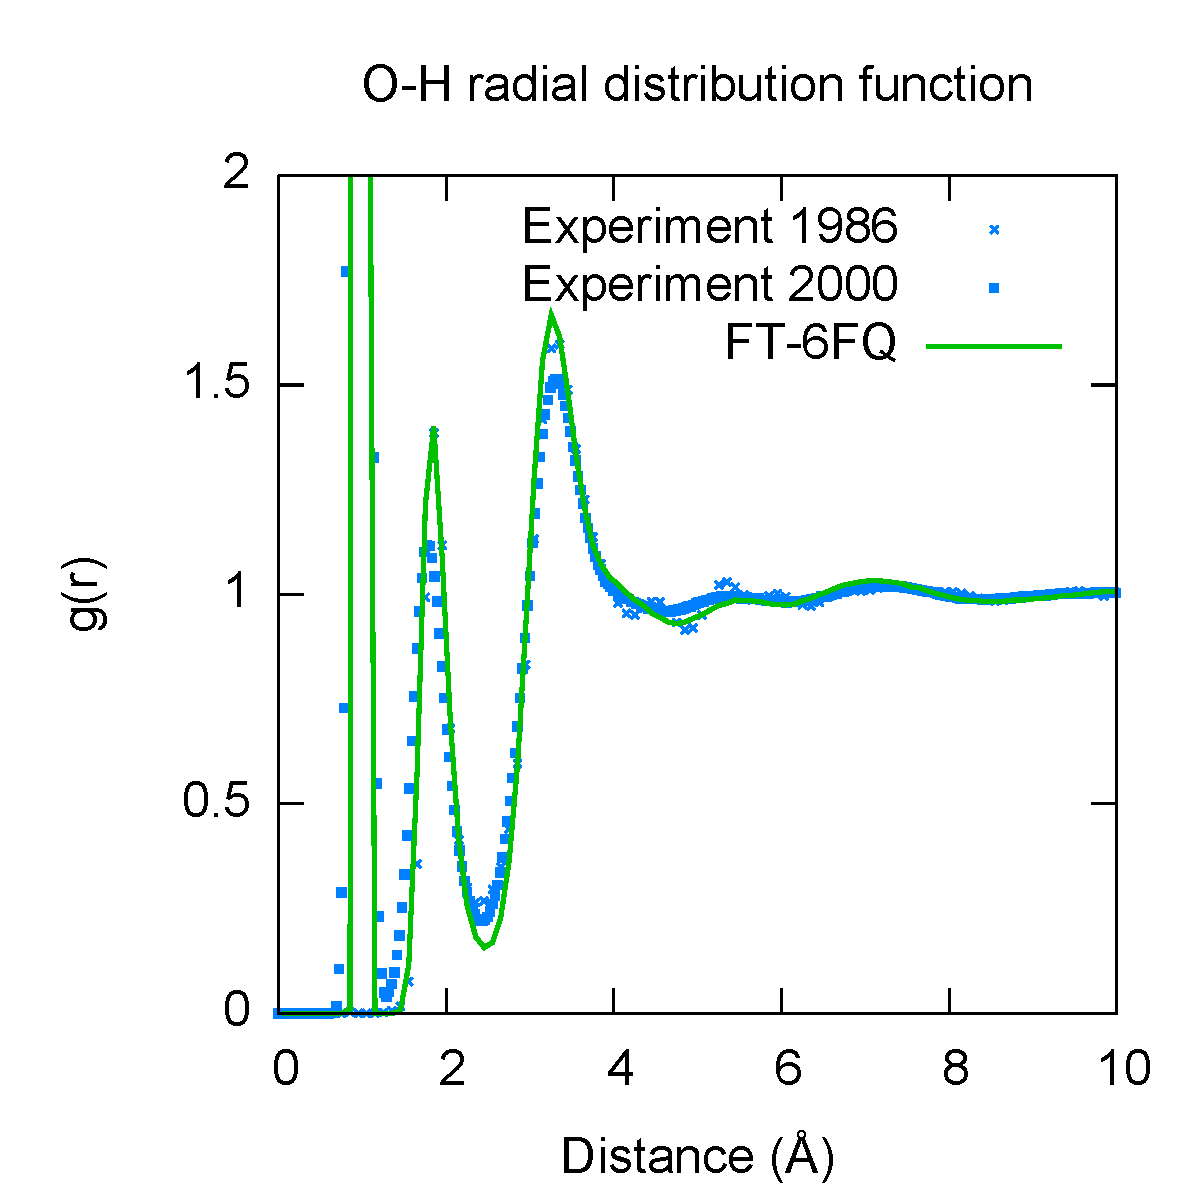 O-H radial distribution function
2
1.5
1
0.5
0
g(r)
Experiment 1986
Experiment 2000
FT-6FQ
0 2 4 6 8 10
Distance (Å)